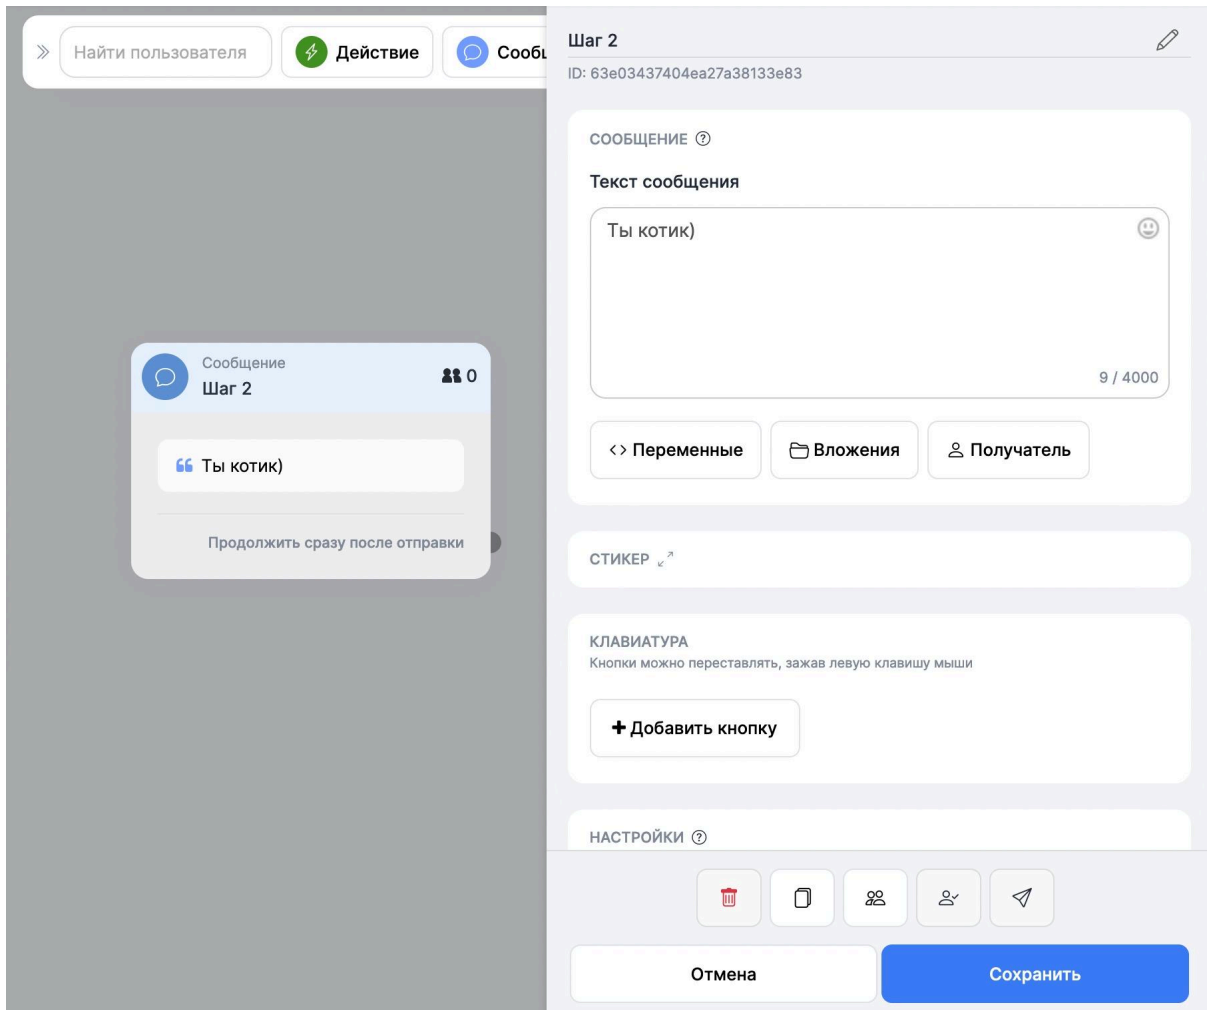 Найти пользователя
Действие
Сообщ
Сообщение
Шаг 2
0
Ты котик)
Продолжить сразу после отправки
Шаг 2
ID: 63e03437404ea27a38133e83
СООБЩЕНИЕ ?
Текст сообщения
Ты котик)
9 / 4000
<> Переменные Вложения Получатель
СТИКЕР
КЛАВИАТУРА
Кнопки можно переставлять, зажав левую клавишу мыши
+ Добавить кнопку
НАСТРОЙКИ ?
Отмена Сохранить